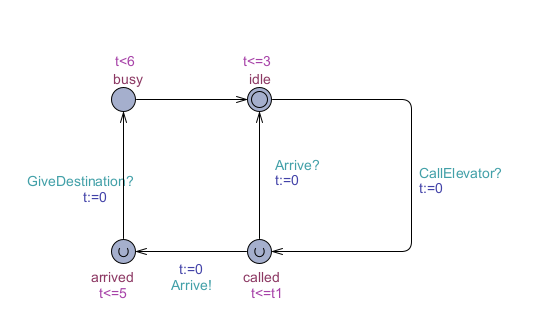 t<6
busy
t<=3
idle
GiveDestination?
t:=0
Arrive?
t:=0
CallElevator?
t:=0
arrived
t<=5
t:=0
Arrive!
called
t<=t1